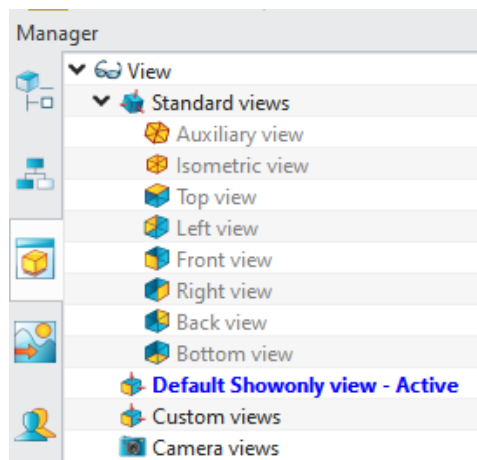 Manager
View
Standard views
Auxiliary view
Isometric view
Top view
Left view
Front view
Right view
Back view
Bottom view
Default Showonly view - Active
Custom views
Camera views